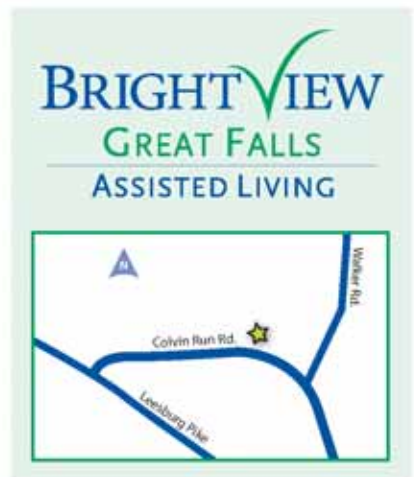 BRIGHTVIEW
GREAT FALLS
ASSISTED LIVING
N
Walker Rd.
Colvin Run Rd.
Leesburg Pike